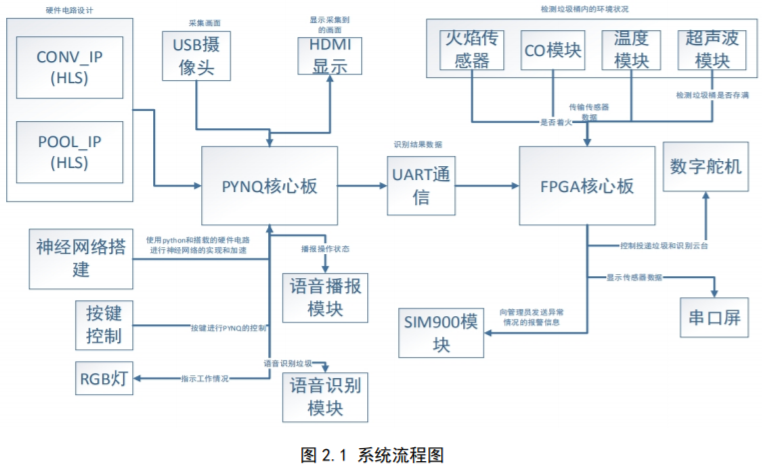 硬件电路设计
CONV_IP
(HLS)
POOL_IP
(HLS)
采集画面
USB摄
像头
显示采集到
的画面
HDMI
显示
检测垃圾桶内的环境状况
火焰传
感器
CO模块
温度
模块
超声波
模块
传输传感器
数据
是否着火
检测垃圾桶是否存满
PYNQ核心板
识别结果数据
UART通
信
FPGA核心板
数字舵机
神经网络搭
建
使用python和搭载的硬件电路
进行神经网络的实现和加速
播报操作状态
语音播报
模块
控制投递垃圾和识别云台
显示传感器数据
串口屏
按键
控制
按键进行PYNQ的控制
SIM900模
块
向管理员发送异常
情况的报警信息
RGB灯
指示工作情况
语音识别垃圾
语音识别
模块
图 2.1 系统流程图